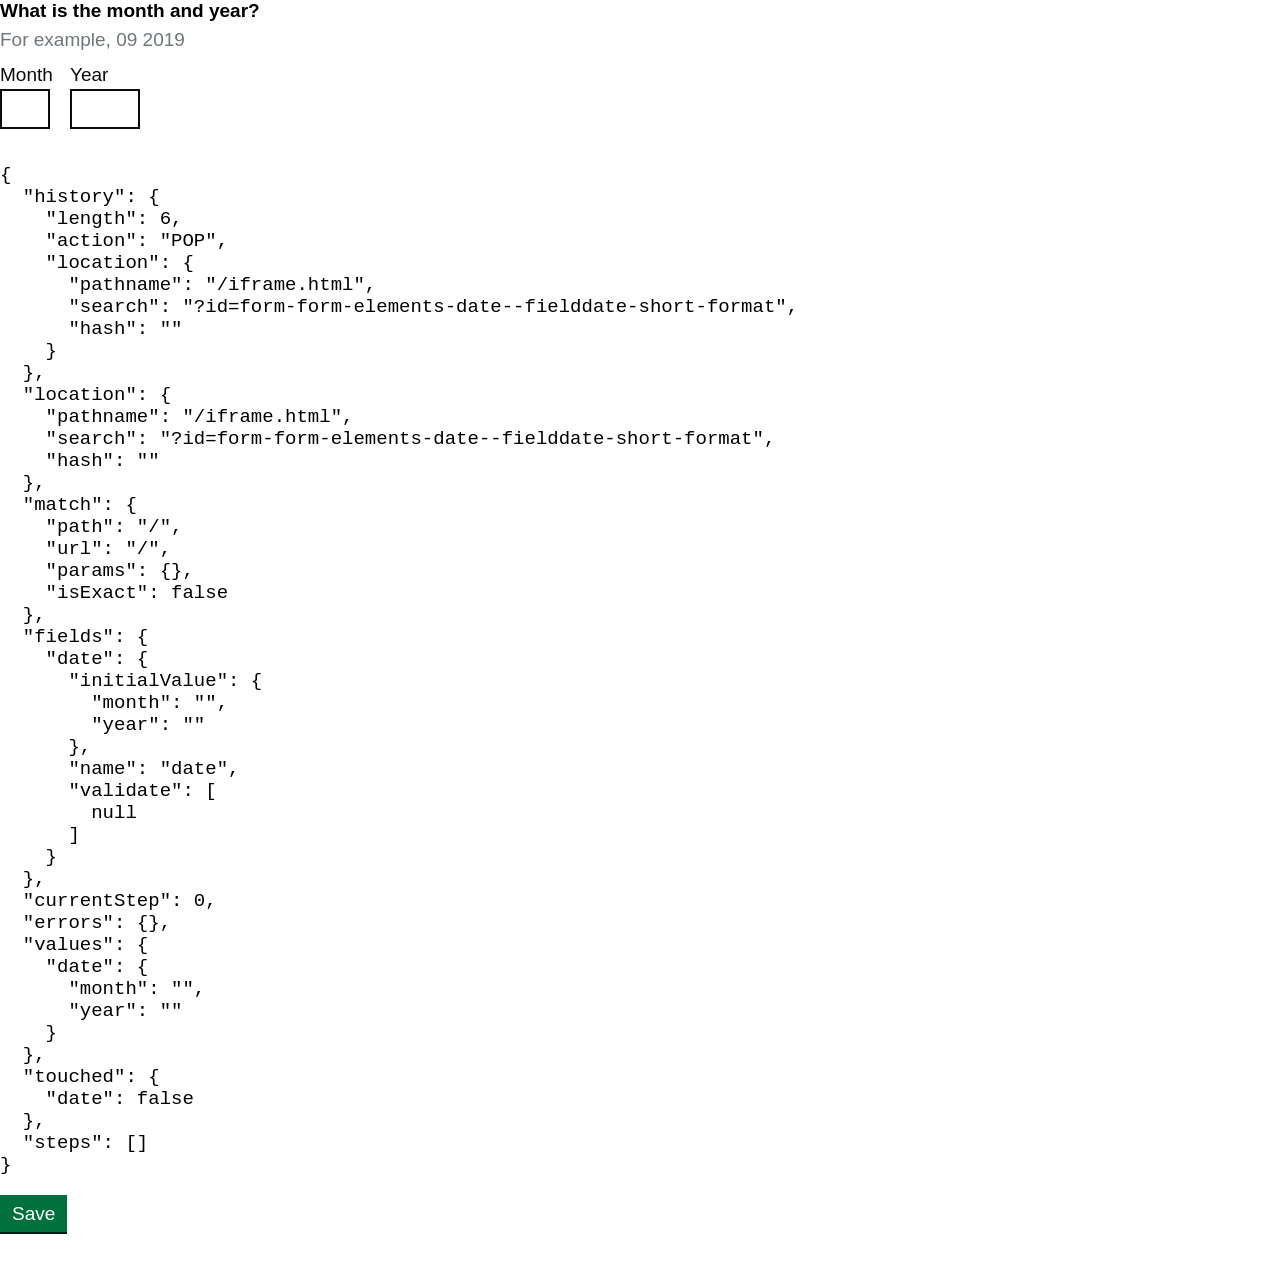 What is the month and year?
For example, 09 2019
Month Year
{
  "history": {
    "length": 6,
    "action": "POP",
    "location": {
      "pathname": "/iframe.html",
      "search": "?id=form-form-elements-date--fielddate-short-format",
      "hash": ""
    }
  },
  "location": {
    "pathname": "/iframe.html",
    "search": "?id=form-form-elements-date--fielddate-short-format",
    "hash": ""
  },
  "match": {
    "path": "/",
    "url": "/",
    "params": {},
    "isExact": false
  },
  "fields": {
    "date": {
      "initialValue": {
        "month": "",
        "year": ""
      },
      "name": "date",
      "validate": [
        null
      ]
    }
  },
  "currentStep": 0,
  "errors": {},
  "values": {
    "date": {
      "month": "",
      "year": ""
    }
  },
  "touched": {
    "date": false
  },
  "steps": []
}
Save